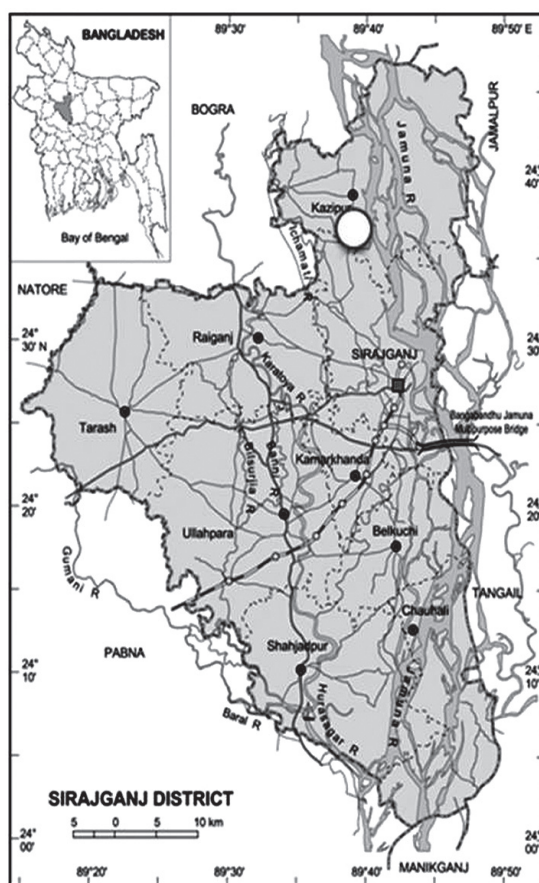 89°30'
89°40'
89°50' E
BANGLADESH
Bay of Bengal
BOGRA
JAMALPUR
Jamuna R
24°
40'
Kazipur
Ichamati R
NATORE
24°
30' N
Raiganj
SIRAJGANJ
24°
30'
Karatoya R
Tarash
Bangabandhu Jamuna
Multipurpose Bridge
Kamarkhanda
Bangali R
24°
20'
24°
20'
Ullahpara
Belkuchi
Gumani R
TANGAIL
Chauhali
PABNA
Shahjadpur
24°
10'
24°
10'
Jamuna R
Baral R
Hurasagar R
SIRAJGANJ DISTRICT
5 0 5 10 km
24°
00'
24°
00'
MANIKGANJ
89°20'
89°30'
89°40'
89°50'